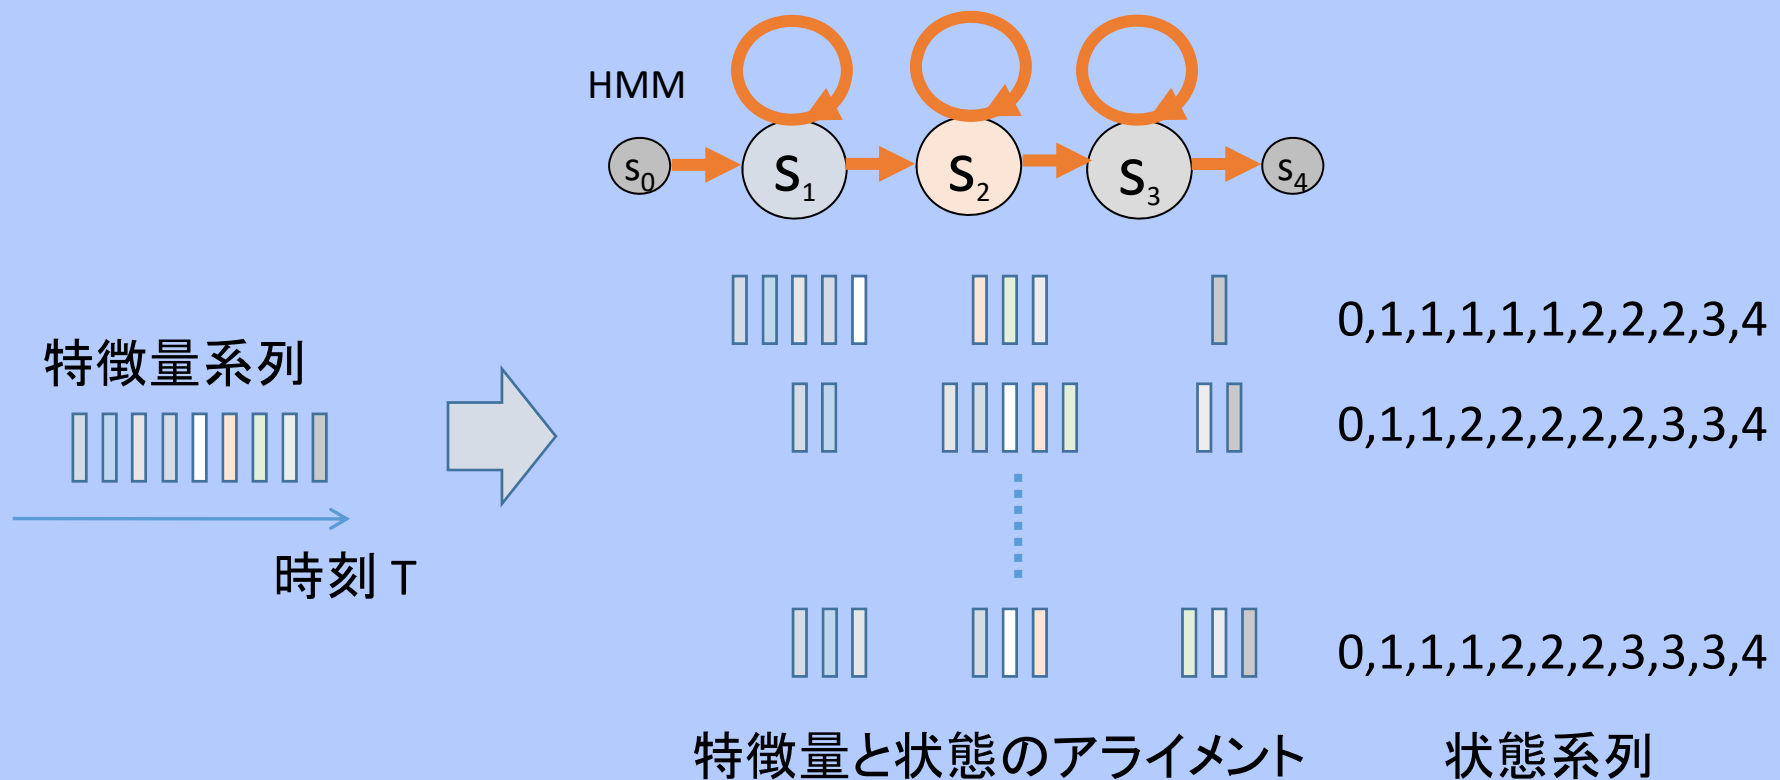 HMM
S₀ S₁ S₂ S₃ S₄
0,1,1,1,1,1,2,2,2,3,4
特徴量系列
0,1,1,2,2,2,2,2,3,3,4
時刻 T
0,1,1,1,2,2,2,3,3,3,4
特徴量と状態のアライメント 状態系列